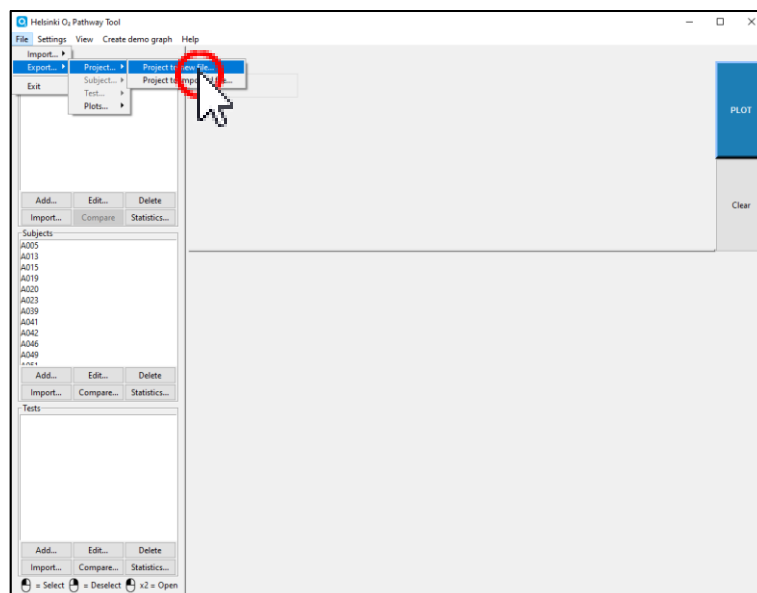 Helsinki O₂ Pathway Tool
File Settings View Create demo graph Help
Import...
Export...
Exit
Project...
Subject...
Test...
Plots...
Project to new file...
Project to file...
PLOT
Clear
Add... Edit... Delete
Import... Compare Statistics...
Subjects
A005
A013
A015
A019
A020
A023
A039
A041
A042
A046
A049
Add... Edit... Delete
Import... Compare... Statistics...
Tests
Add... Edit... Delete
Import... Compare... Statistics...
= Select = Deselect x2 = Open